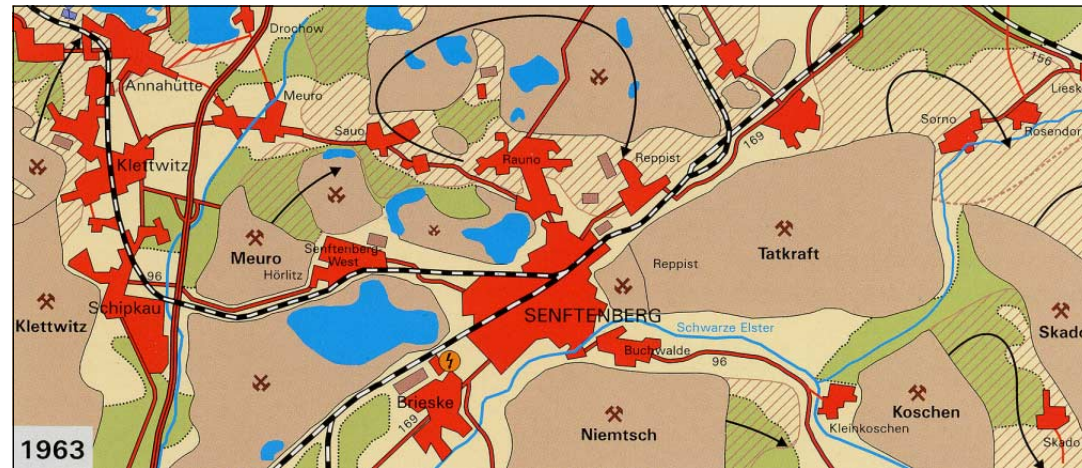 Drochow
156
Annahütte
Meuro
Lieske
Sorno
Rosendorf
Sauo
169
Klettwitz
Rauno
Reppist
Senftenberg
West
Meuro
Hörlitz
Tatkraft
Reppist
96
Schipkau
Klettwitz
SENFTENBERG
Schwarze Elster
Skado
Buchwalde
96
Brieske
169
Niemtsch
Koschen
Kleinkoschen
Skado
1963